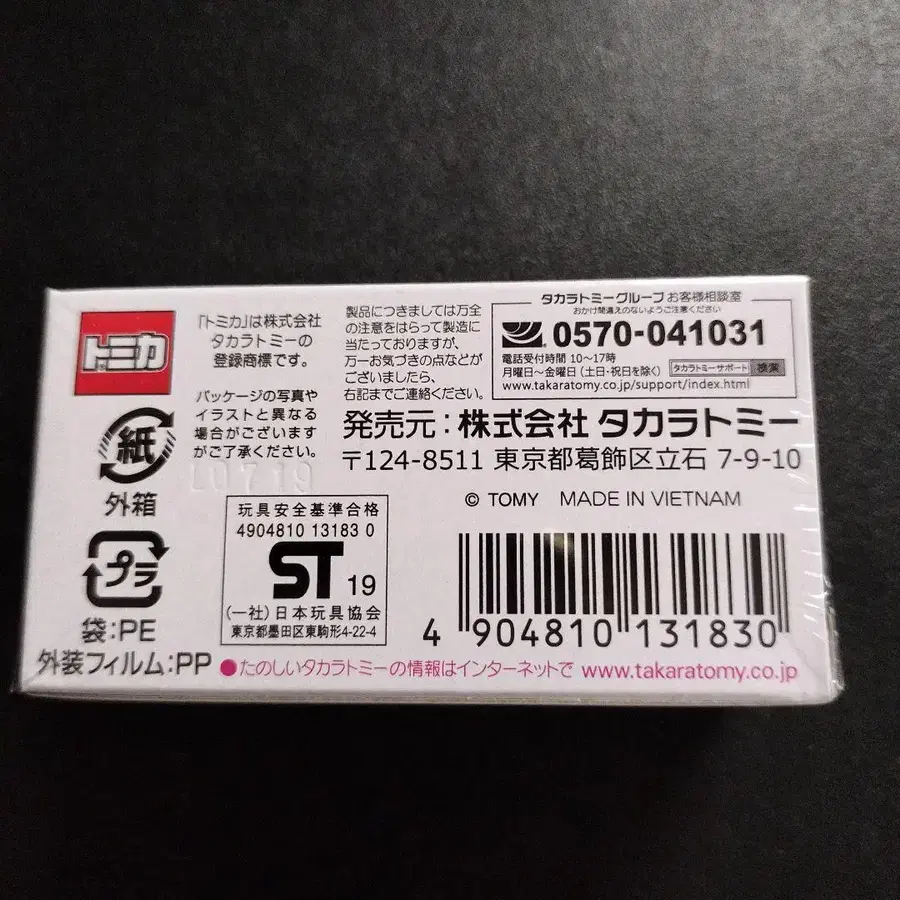 トミカ
「トミカ」は株式会社
タカラトミーの
登録商標です。
パッケージの写真や
イラストと異なる
場合がございます
がご了承ください。
製品につきましては万全
の注意をはらって製造に
当たっておりますが、
万一お気づきの点などが
ございましたら、
右記までご連絡ください。
タカラトミーグループ お客様相談室
おかけ間違えのないようご注意ください
0570-041031
電話受付時間 10～17時
月曜日～金曜日 (土日・祝日を除く)
タカラトミーサポート 検索
www.takaratomy.co.jp/support/index.html
発売元：株式会社 タカラトミー
〒124-8511 東京都葛飾区立石 7-9-10
© TOMY MADE IN VIETNAM
紙
外箱
プラ
袋：PE
外装フィルム：PP
10719
玩具安全基準合格
4904810 13183 0
ST 19
(一社) 日本玩具協会
東京都墨田区東駒形4-22-4
4 904810 131830
●たのしいタカラトミーの情報はインターネットで www.takaratomy.co.jp